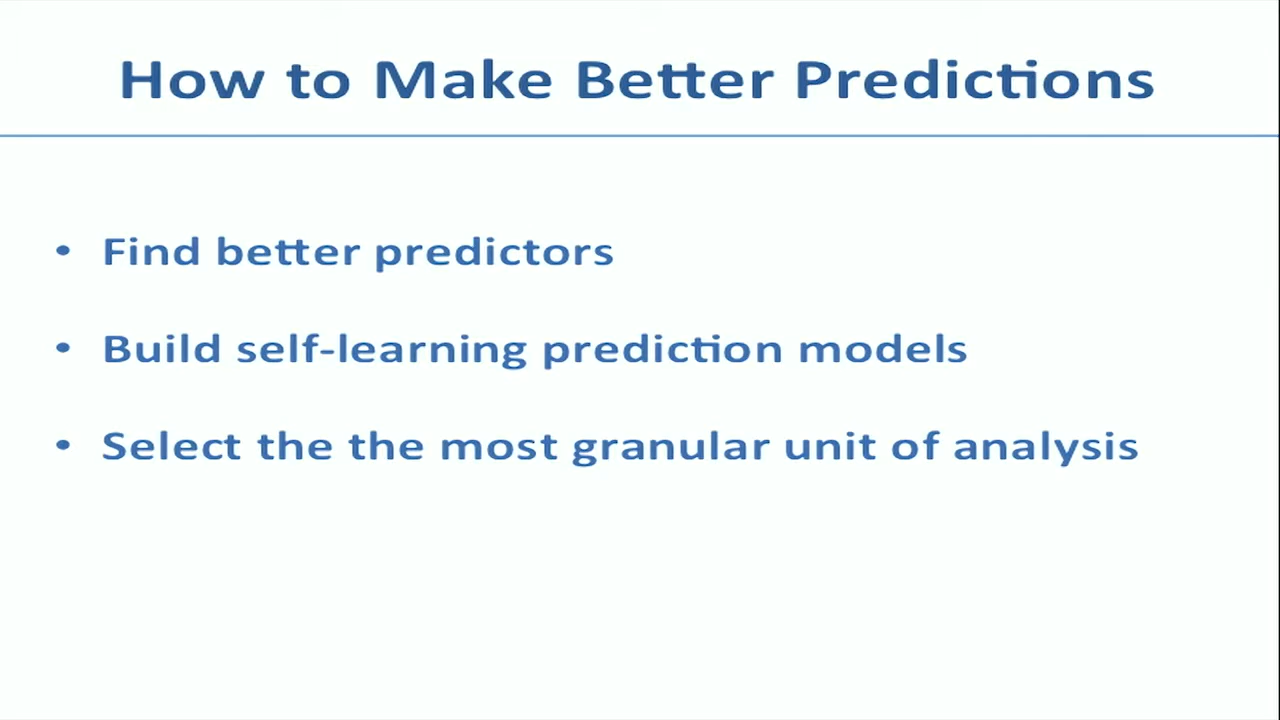 How to Make Better Predictions
• Find better predictors
• Build self-learning prediction models
• Select the the most granular unit of analysis